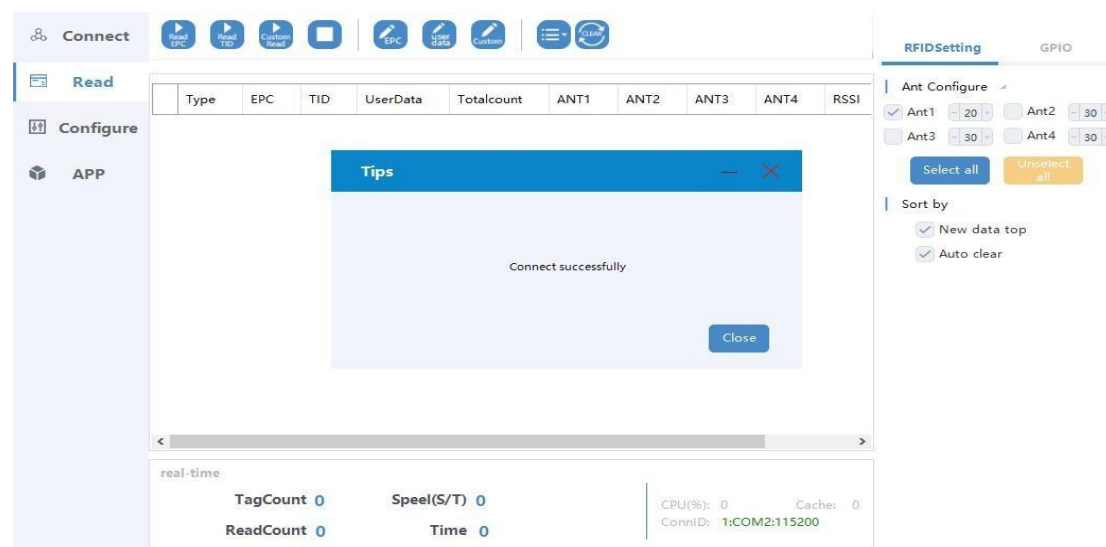 Connect
Read
Configure
APP
Read EPC
Read TID
Custom Read
EPC
user data
Custom
CLEAR
Type EPC TID UserData Totalcount ANT1 ANT2 ANT3 ANT4 RSSI
Tips
Connect successfully
Close
real-time
TagCount 0 Speel(S/T) 0
ReadCount 0 Time 0
CPU(%): 0 Cache: 0
ConnID: 1:COM2:115200
RFIDSetting GPIO
Ant Configure
Ant1 - 20 + Ant2 - 30
Ant3 - 30 + Ant4 - 30
Select all
Unselect
all
Sort by
New data top
Auto clear